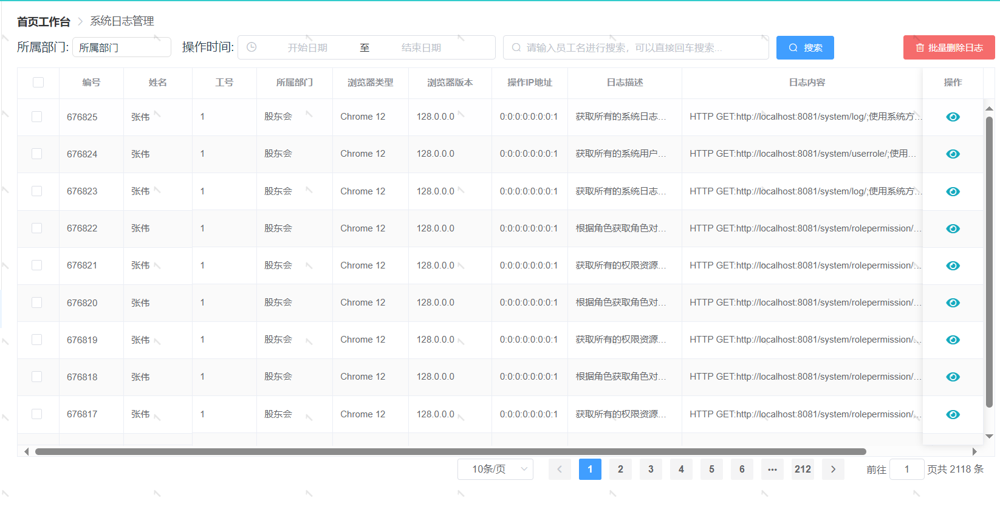 首页工作台 > 系统日志管理
所属部门: 所属部门 操作时间: 开始日期 至 结束日期 请输入员工名进行搜索，可以直接回车搜索... 搜索 批量删除日志
编号 姓名 工号 所属部门 浏览器类型 浏览器版本 操作IP地址 日志描述 日志内容 操作
676825 张伟 1 股东会 Chrome 12 128.0.0.0 0:0:0:0:0:0:0:1 获取所有的系统日志... HTTP GET:http://localhost:8081/system/log/;使用系统方...
676824 张伟 1 股东会 Chrome 12 128.0.0.0 0:0:0:0:0:0:0:1 获取所有的系统用户... HTTP GET:http://localhost:8081/system/userrole/;使用...
676823 张伟 1 股东会 Chrome 12 128.0.0.0 0:0:0:0:0:0:0:1 获取所有的系统日志... HTTP GET:http://localhost:8081/system/log/;使用系统方...
676822 张伟 1 股东会 Chrome 12 128.0.0.0 0:0:0:0:0:0:0:1 根据角色获取角色对... HTTP GET:http://localhost:8081/system/rolepermission/...
676821 张伟 1 股东会 Chrome 12 128.0.0.0 0:0:0:0:0:0:0:1 获取所有的权限资源... HTTP GET:http://localhost:8081/system/rolepermission/...
676820 张伟 1 股东会 Chrome 12 128.0.0.0 0:0:0:0:0:0:0:1 根据角色获取角色对... HTTP GET:http://localhost:8081/system/rolepermission/...
676819 张伟 1 股东会 Chrome 12 128.0.0.0 0:0:0:0:0:0:0:1 获取所有的权限资源... HTTP GET:http://localhost:8081/system/rolepermission/...
676818 张伟 1 股东会 Chrome 12 128.0.0.0 0:0:0:0:0:0:0:1 根据角色获取角色对... HTTP GET:http://localhost:8081/system/rolepermission/...
676817 张伟 1 股东会 Chrome 12 128.0.0.0 0:0:0:0:0:0:0:1 获取所有的权限资源... HTTP GET:http://localhost:8081/system/rolepermission/...
10条/页 < 1 2 3 4 5 6 ... 212 > 前往 1 页共 2118 条